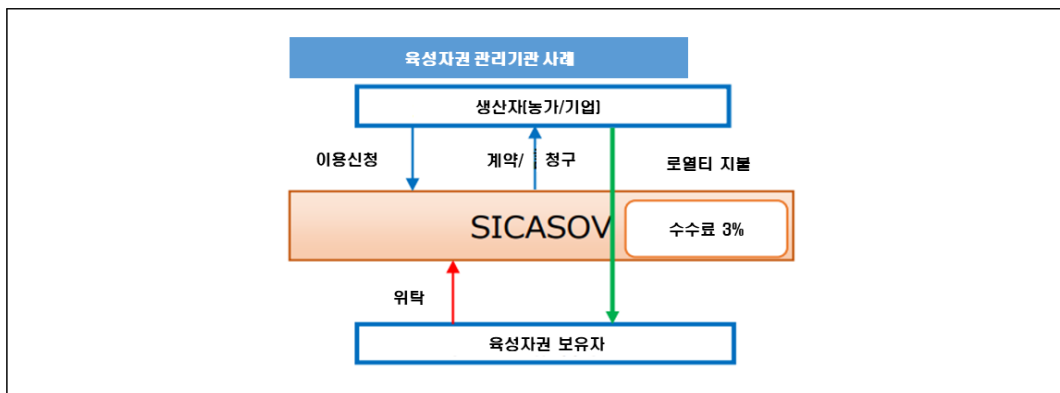 육성자권 관리기관 사례
생산자(농가/기업)
이용신청
계약/ 청구
로열티 지불
SICASOV
수수료 3%
위탁
육성자권 보유자